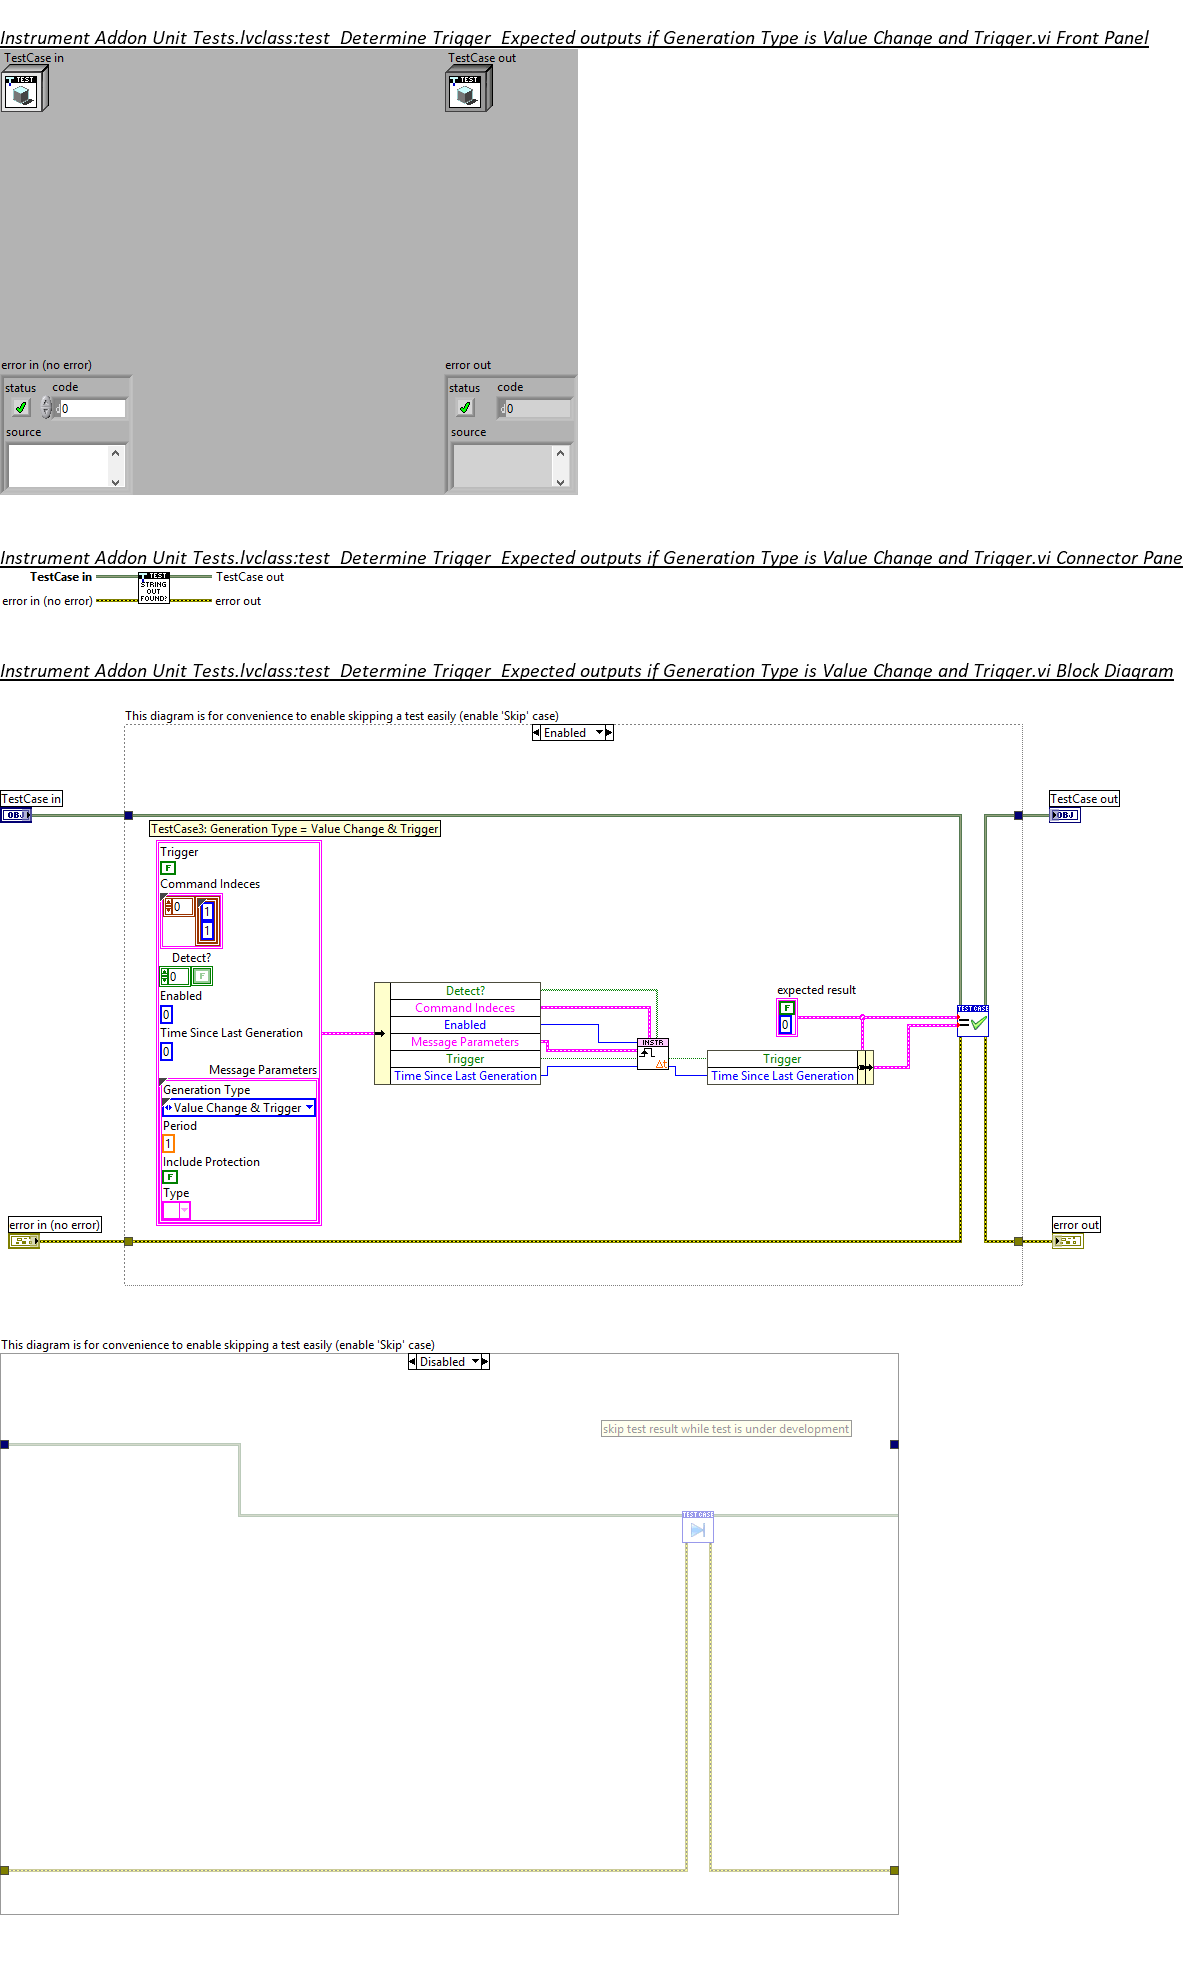 Instrument Addon Unit Tests.lvclass:test_Determine Trigger_Expected outputs if Generation Type is Value Change and Trigger.vi Front Panel
TestCase in
TestCase out
TEST
TEST
error in (no error)
error out
status code
status code
d0
d0
source
source
Instrument Addon Unit Tests.lvclass:test_Determine Trigger_Expected outputs if Generation Type is Value Change and Trigger.vi Connector Pane
TestCase in
TEST
STRING
OUT
FOUND?
TestCase out
error in (no error)
error out
Instrument Addon Unit Tests.lvclass:test_Determine Trigger_Expected outputs if Generation Type is Value Change and Trigger.vi Block Diagram
This diagram is for convenience to enable skipping a test easily (enable 'Skip' case)
Enabled
TestCase in
OBJ
TestCase out
OBJ
TestCase3: Generation Type = Value Change & Trigger
Trigger
F
Command Indeces
0
1
1
Detect?
0
F
Enabled
0
Time Since Last Generation
0
Message Parameters
Generation Type
Value Change & Trigger
Period
1
Include Protection
F
Type
Detect?
Command Indeces
Enabled
Message Parameters
Trigger
Time Since Last Generation
INSTR
Δt
Trigger
Time Since Last Generation
expected result
F
0
TEST CASE
=
error in (no error)
error out
This diagram is for convenience to enable skipping a test easily (enable 'Skip' case)
Disabled
skip test result while test is under development
TEST CASE